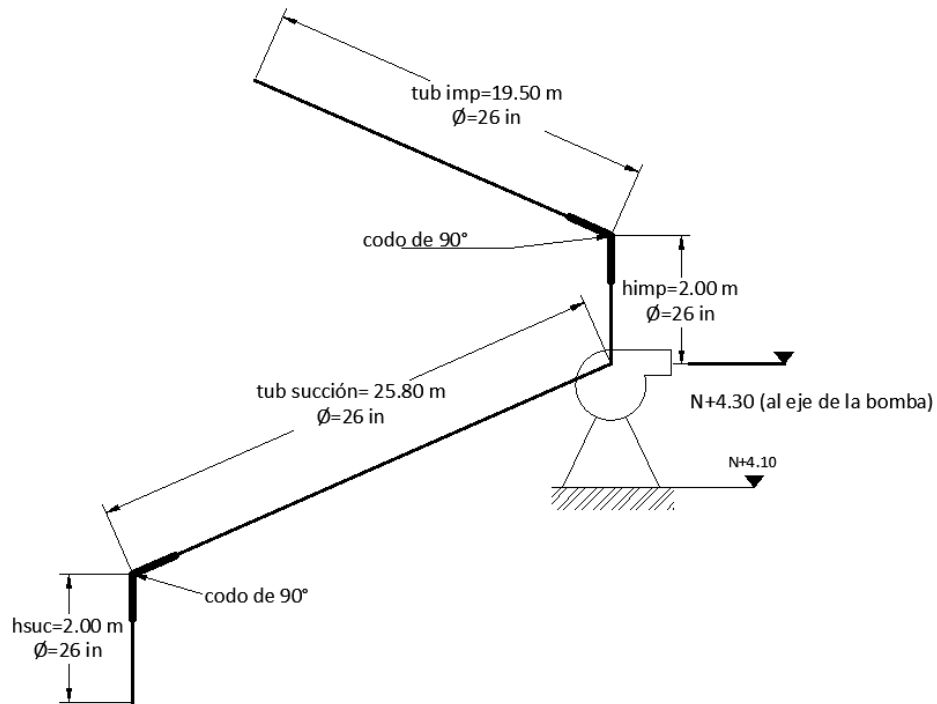 tub imp=19.50 m
Ø=26 in
codo de 90°
himp=2.00 m
Ø=26 in
tub succión= 25.80 m
Ø=26 in
N+4.30 (al eje de la bomba)
N+4.10
codo de 90°
hsuc=2.00 m
Ø=26 in